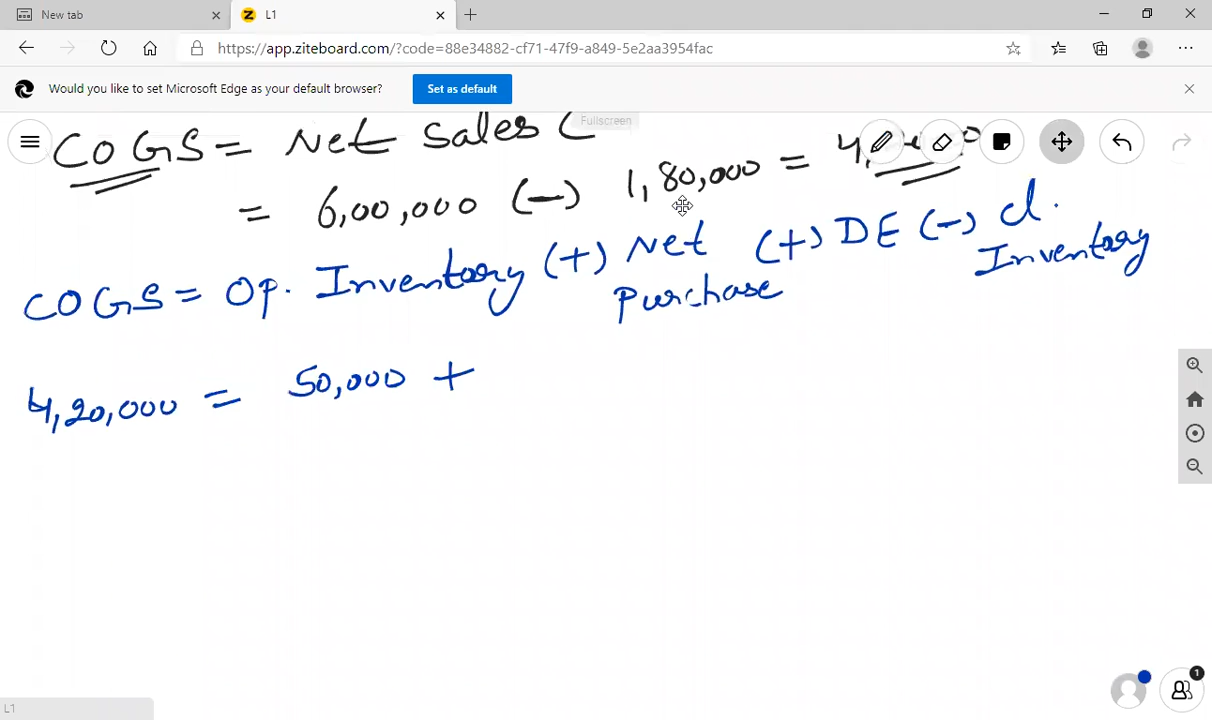 New tab
L1
https://app.ziteboard.com/?code=88e34882-cf71-47f9-a849-5e2aa3954fac
Would you like to set Microsoft Edge as your default browser?
Set as default
Fullscreen
COGS = Net Sales (
= 6,00,000 (-) 1,80,000 =
COGS = Op. Inventory (+) Net Purchase (+) DE (-) cl. Inventory
4,20,000 = 50,000 +
L1
1